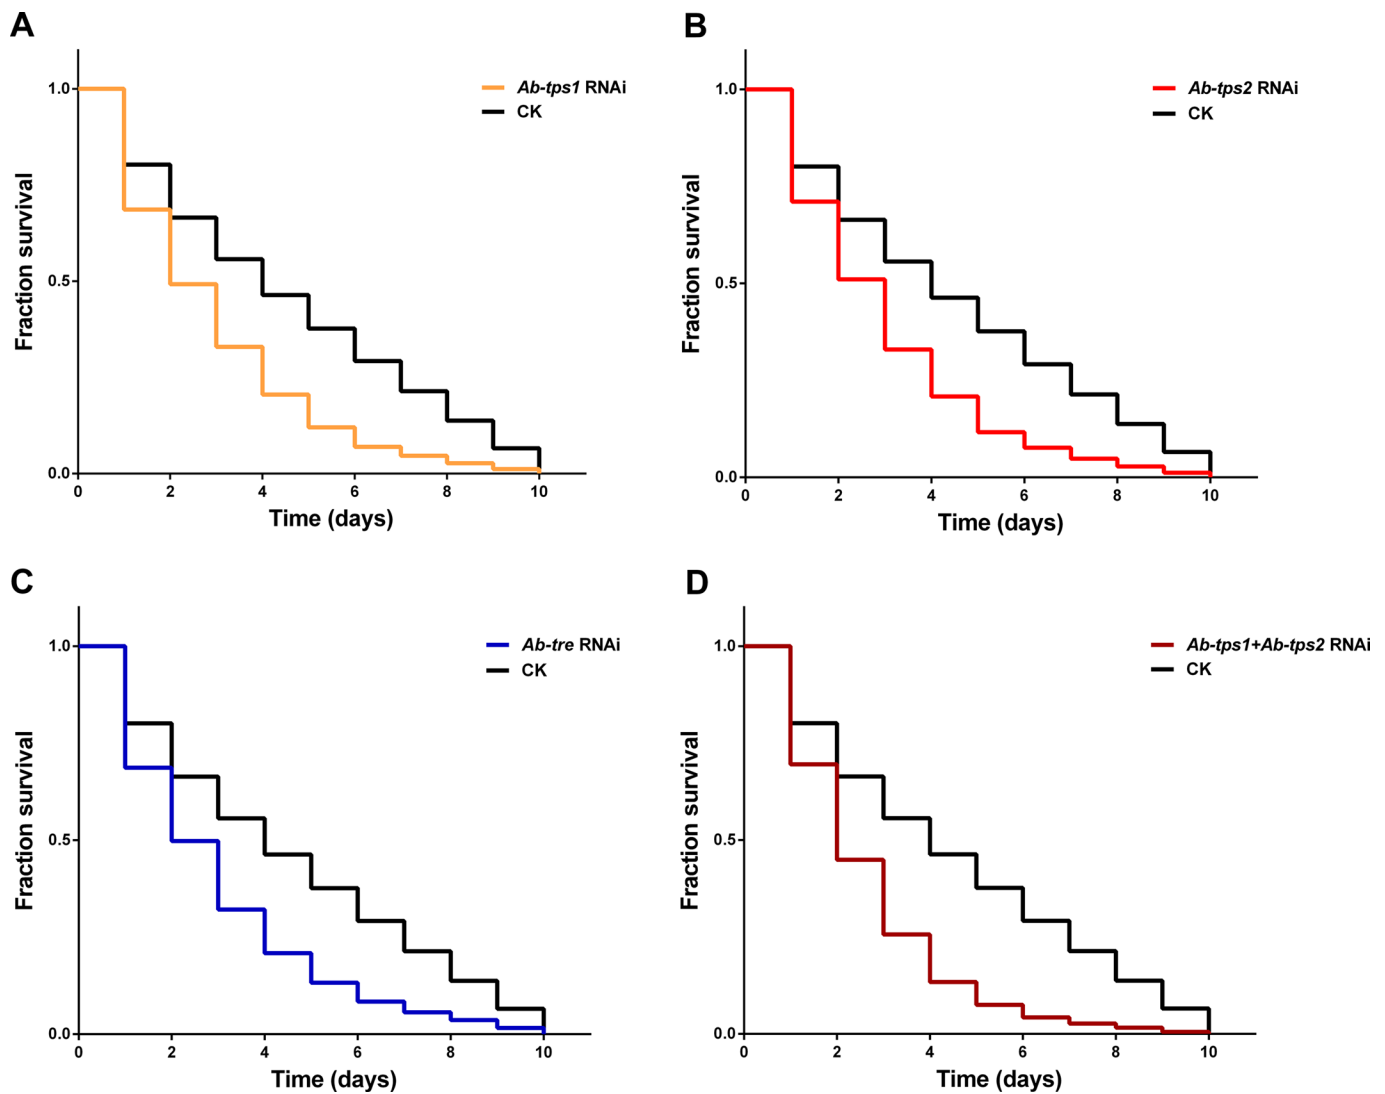 A
Ab-tps1 RNAi
CK
Fraction survival
1.0
0.5
0.0
0 2 4 6 8 10
Time (days)
B
Ab-tps2 RNAi
CK
Fraction survival
1.0
0.5
0.0
0 2 4 6 8 10
Time (days)
C
Ab-tre RNAi
CK
Fraction survival
1.0
0.5
0.0
0 2 4 6 8 10
Time (days)
D
Ab-tps1+Ab-tps2 RNAi
CK
Fraction survival
1.0
0.5
0.0
0 2 4 6 8 10
Time (days)